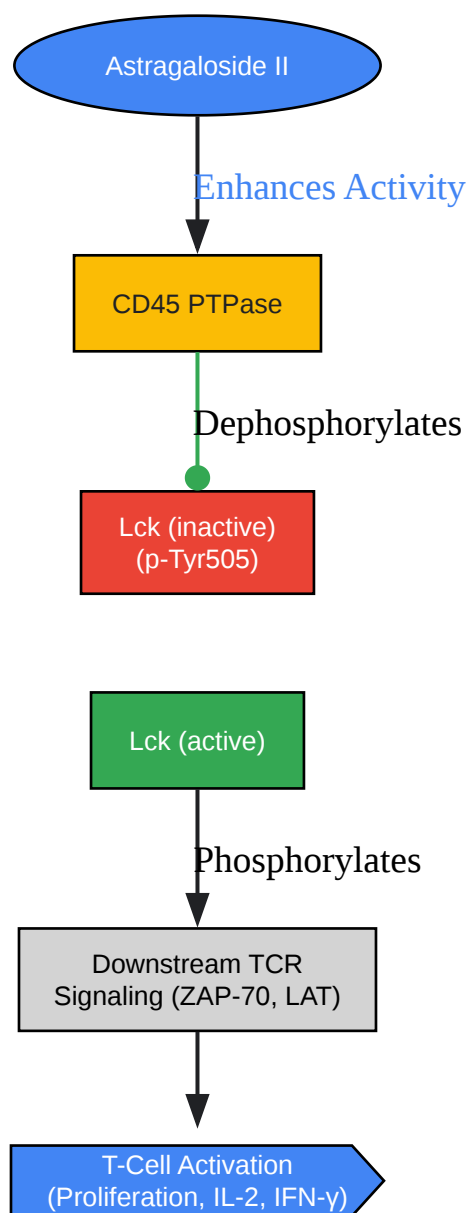 Astragaloside II
Enhances Activity
CD45 PTPase
Dephosphorylates
Lck (inactive)
(p-Tyr505)
Lck (active)
Phosphorylates
Downstream TCR
Signaling (ZAP-70, LAT)
T-Cell Activation
(Proliferation, IL-2, IFN-γ)